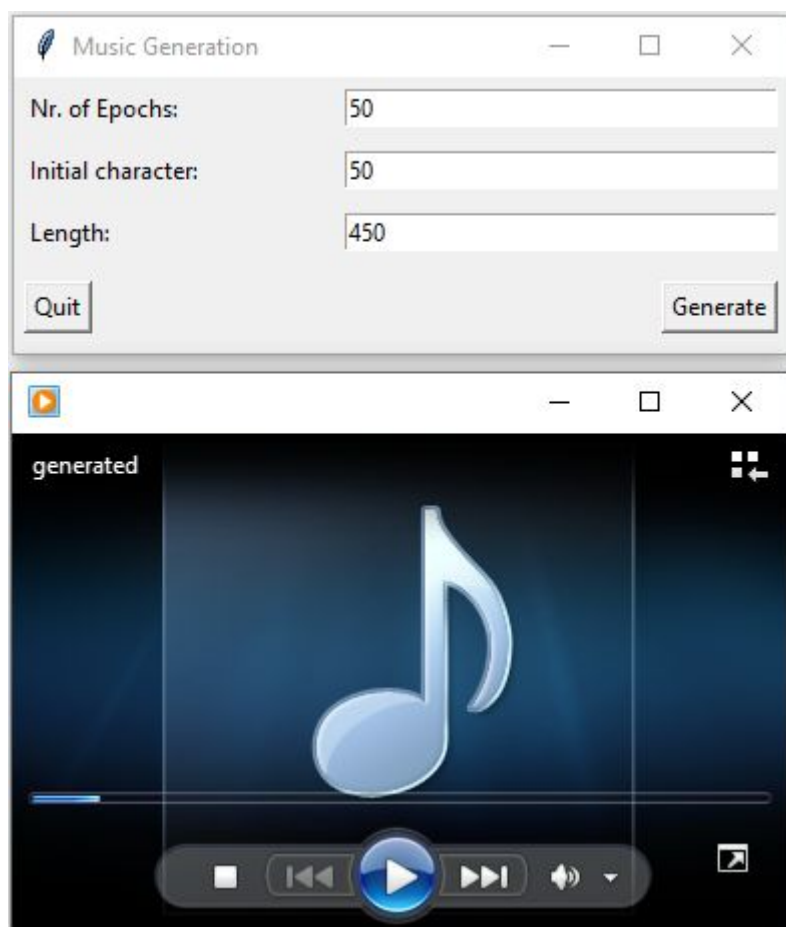 Music Generation
Nr. of Epochs: 50
Initial character: 50
Length: 450
Quit Generate
generated